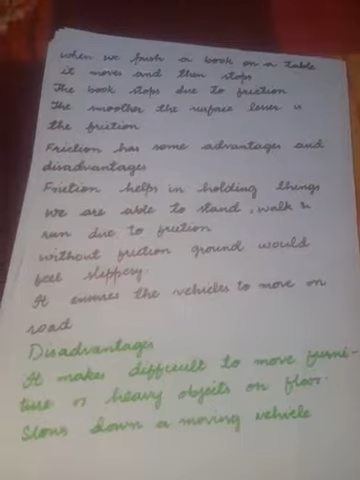 when we push a book on a table
it moves and then stops
The book stops due to friction
The smoother the surface lesser is
the friction
Friction has some advantages and
disadvantages
Friction helps in holding things
we are able to stand, walk &
run due to friction
without friction ground would
feel slippery.
It ensures the vehicles to move on
road
Disadvantages
It makes difficult to move furni-
ture or heavy objects on floor.
Slows down a moving vehicle